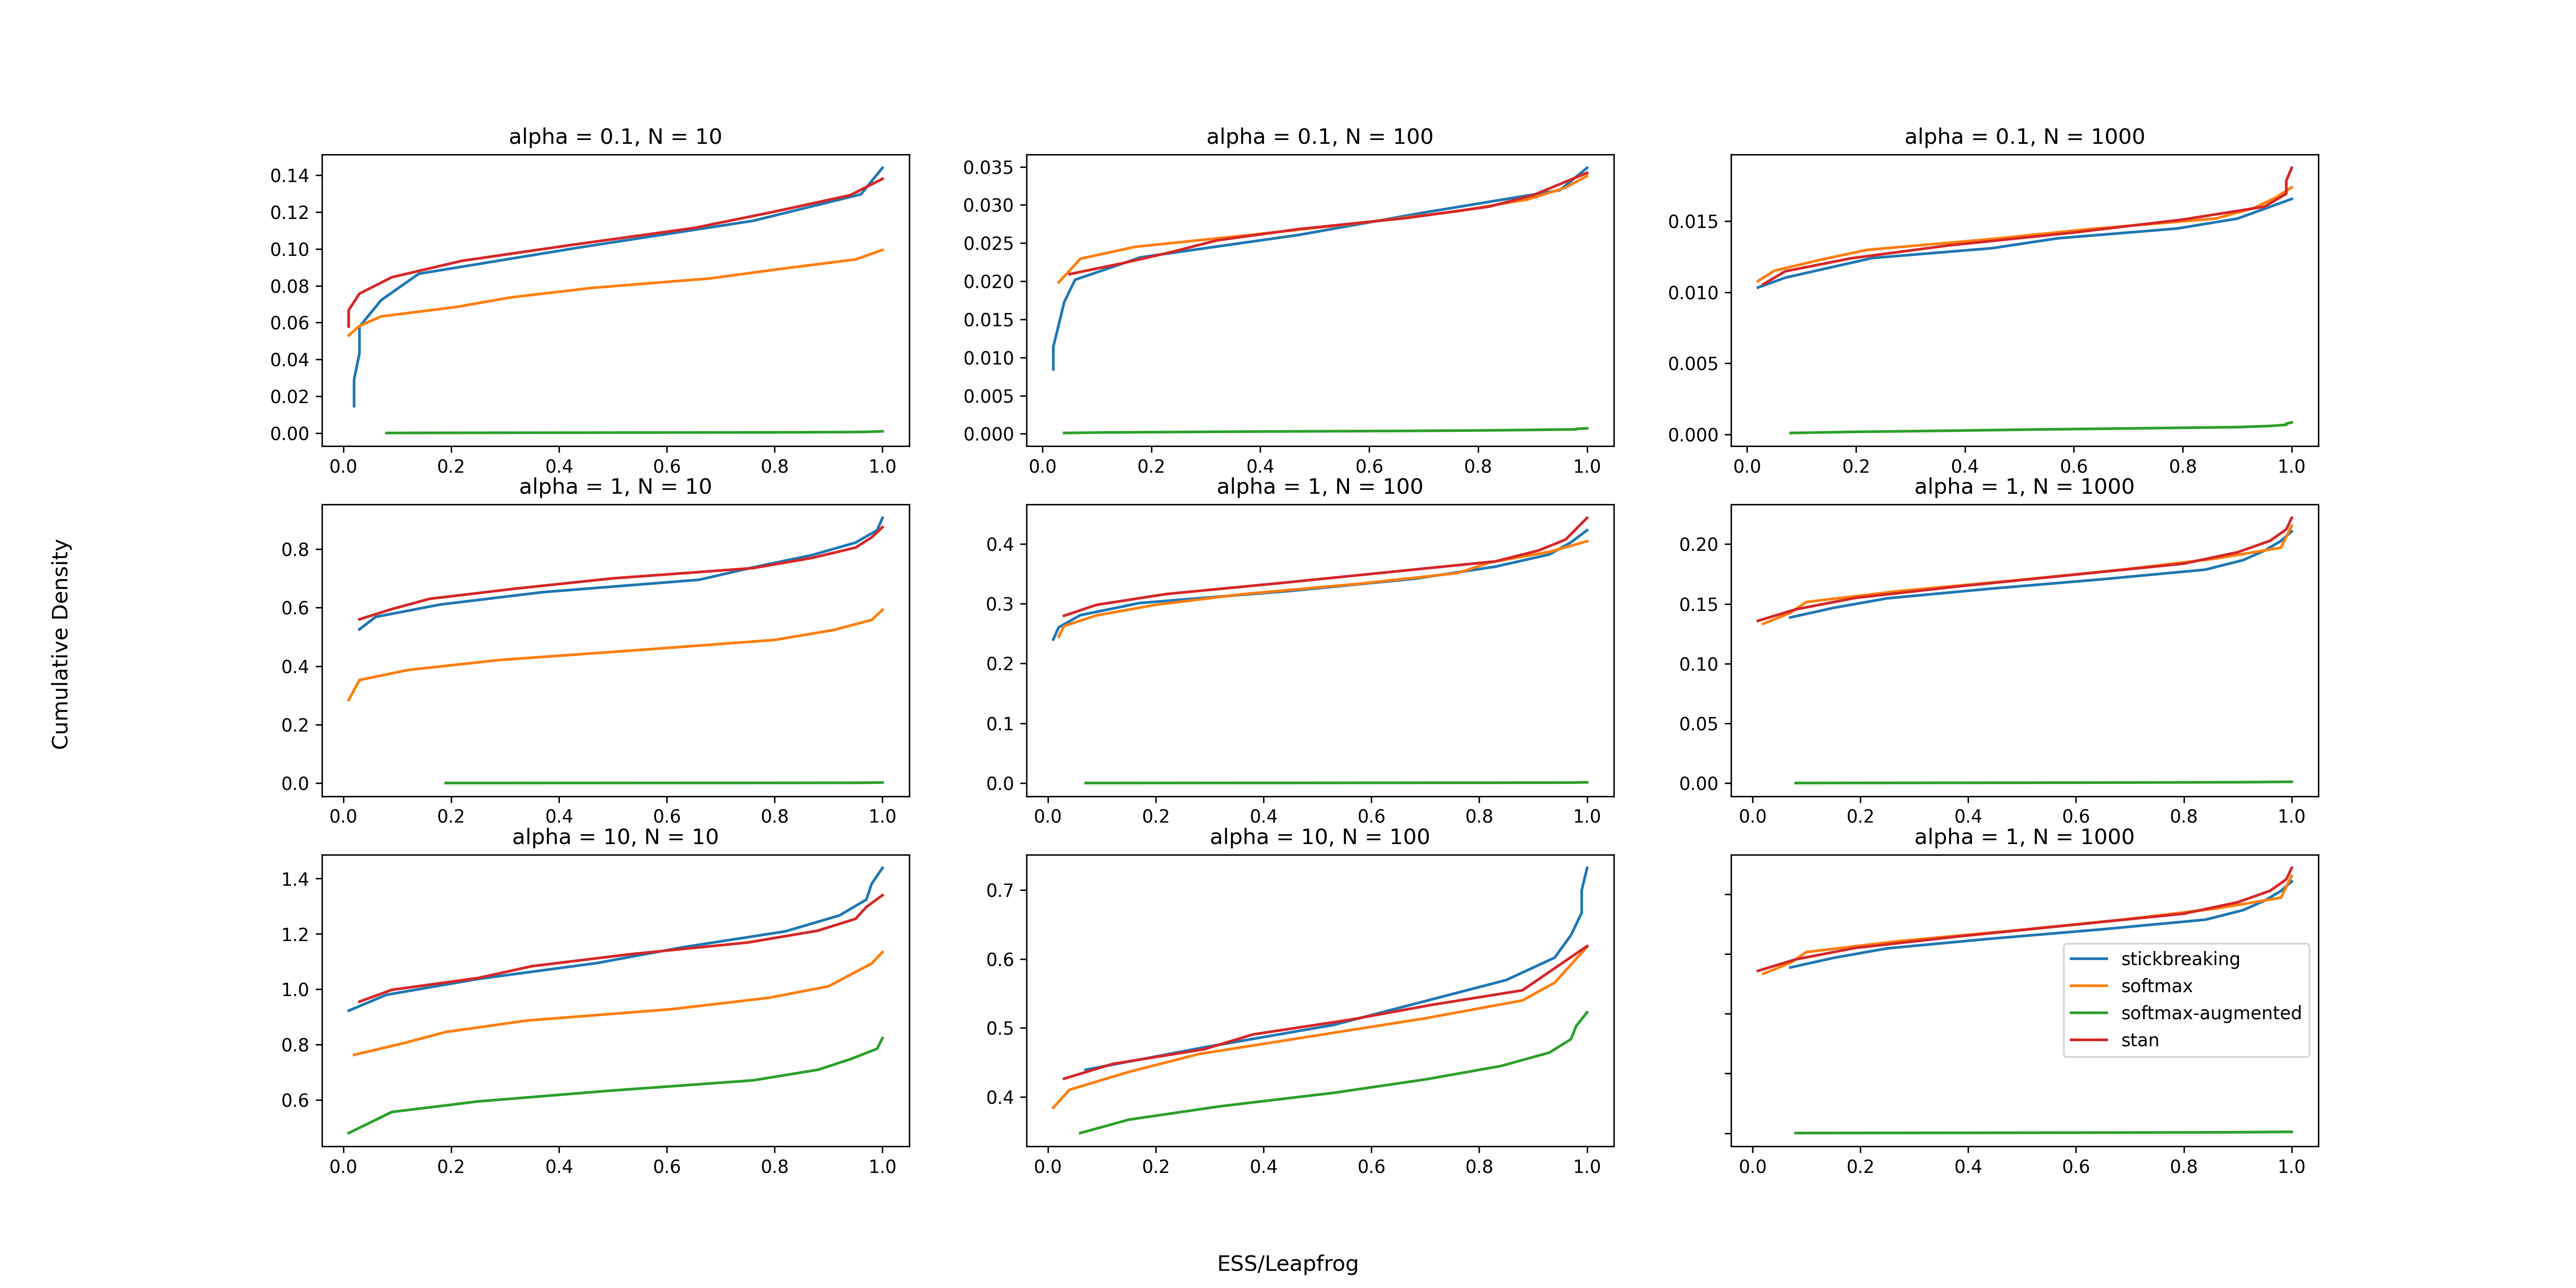 alpha = 0.1, N = 10
0.14
0.12
0.10
0.08
0.06
0.04
0.02
0.00
0.0 0.2 0.4 0.6 0.8 1.0
alpha = 0.1, N = 100
0.035
0.030
0.025
0.020
0.015
0.010
0.005
0.000
0.0 0.2 0.4 0.6 0.8 1.0
alpha = 0.1, N = 1000
0.015
0.010
0.005
0.000
0.0 0.2 0.4 0.6 0.8 1.0
Cumulative Density
alpha = 1, N = 10
0.8
0.6
0.4
0.2
0.0
0.0 0.2 0.4 0.6 0.8 1.0
alpha = 1, N = 100
0.4
0.3
0.2
0.1
0.0
0.0 0.2 0.4 0.6 0.8 1.0
alpha = 1, N = 1000
0.20
0.15
0.10
0.05
0.00
0.0 0.2 0.4 0.6 0.8 1.0
alpha = 10, N = 10
1.4
1.2
1.0
0.8
0.6
0.0 0.2 0.4 0.6 0.8 1.0
alpha = 10, N = 100
0.7
0.6
0.5
0.4
0.0 0.2 0.4 0.6 0.8 1.0
alpha = 1, N = 1000
stickbreaking
softmax
softmax-augmented
stan
0.0 0.2 0.4 0.6 0.8 1.0
ESS/Leapfrog